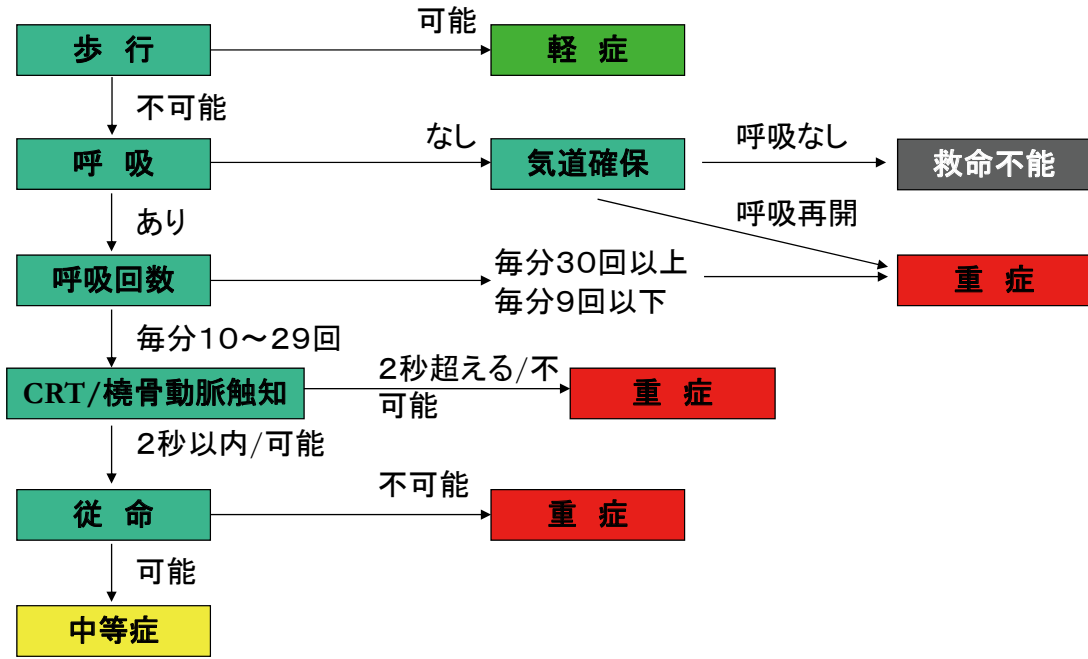 可能
歩 行
軽 症
不可能
なし
呼吸なし
呼 吸
気道確保
救命不能
あり
呼吸再開
毎分30回以上
呼吸回数
重 症
毎分9回以下
毎分10～29回
2秒超える/不
CRT/橈骨動脈触知
可能
重 症
2秒以内/可能
不可能
従 命
重 症
可能
中等症